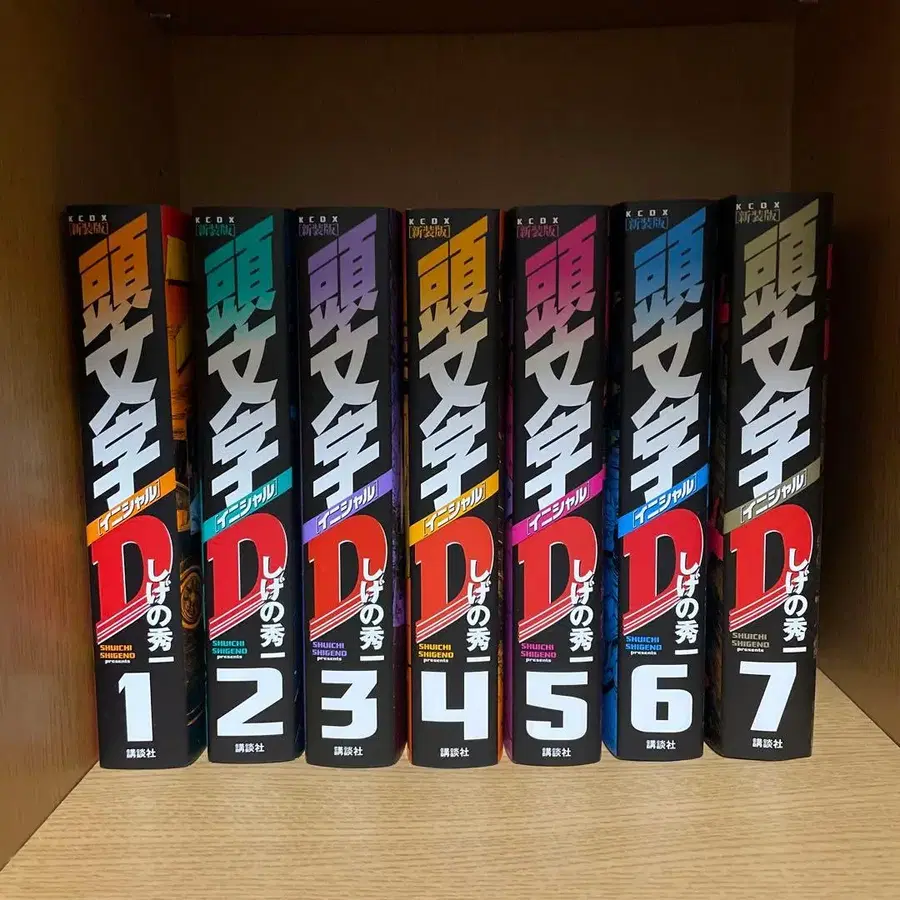 KCDX
[新装版]
頭文字
[イニシャル]
D
しげの秀一
SHUICHI
SHIGENO
presents
1
講談社
KCDX
[新装版]
頭文字
[イニシャル]
D
しげの秀一
SHUICHI
SHIGENO
presents
2
講談社
KCDX
[新装版]
頭文字
[イニシャル]
D
しげの秀一
SHUICHI
SHIGENO
presents
3
講談社
KCDX
[新装版]
頭文字
[イニシャル]
D
しげの秀一
SHUICHI
SHIGENO
presents
4
講談社
KCDX
[新装版]
頭文字
[イニシャル]
D
しげの秀一
SHUICHI
SHIGENO
presents
5
講談社
KCDX
[新装版]
頭文字
[イニシャル]
D
しげの秀一
SHUICHI
SHIGENO
presents
6
講談社
KCDX
[新装版]
頭文字
[イニシャル]
D
しげの秀一
SHUICHI
SHIGENO
presents
7
講談社